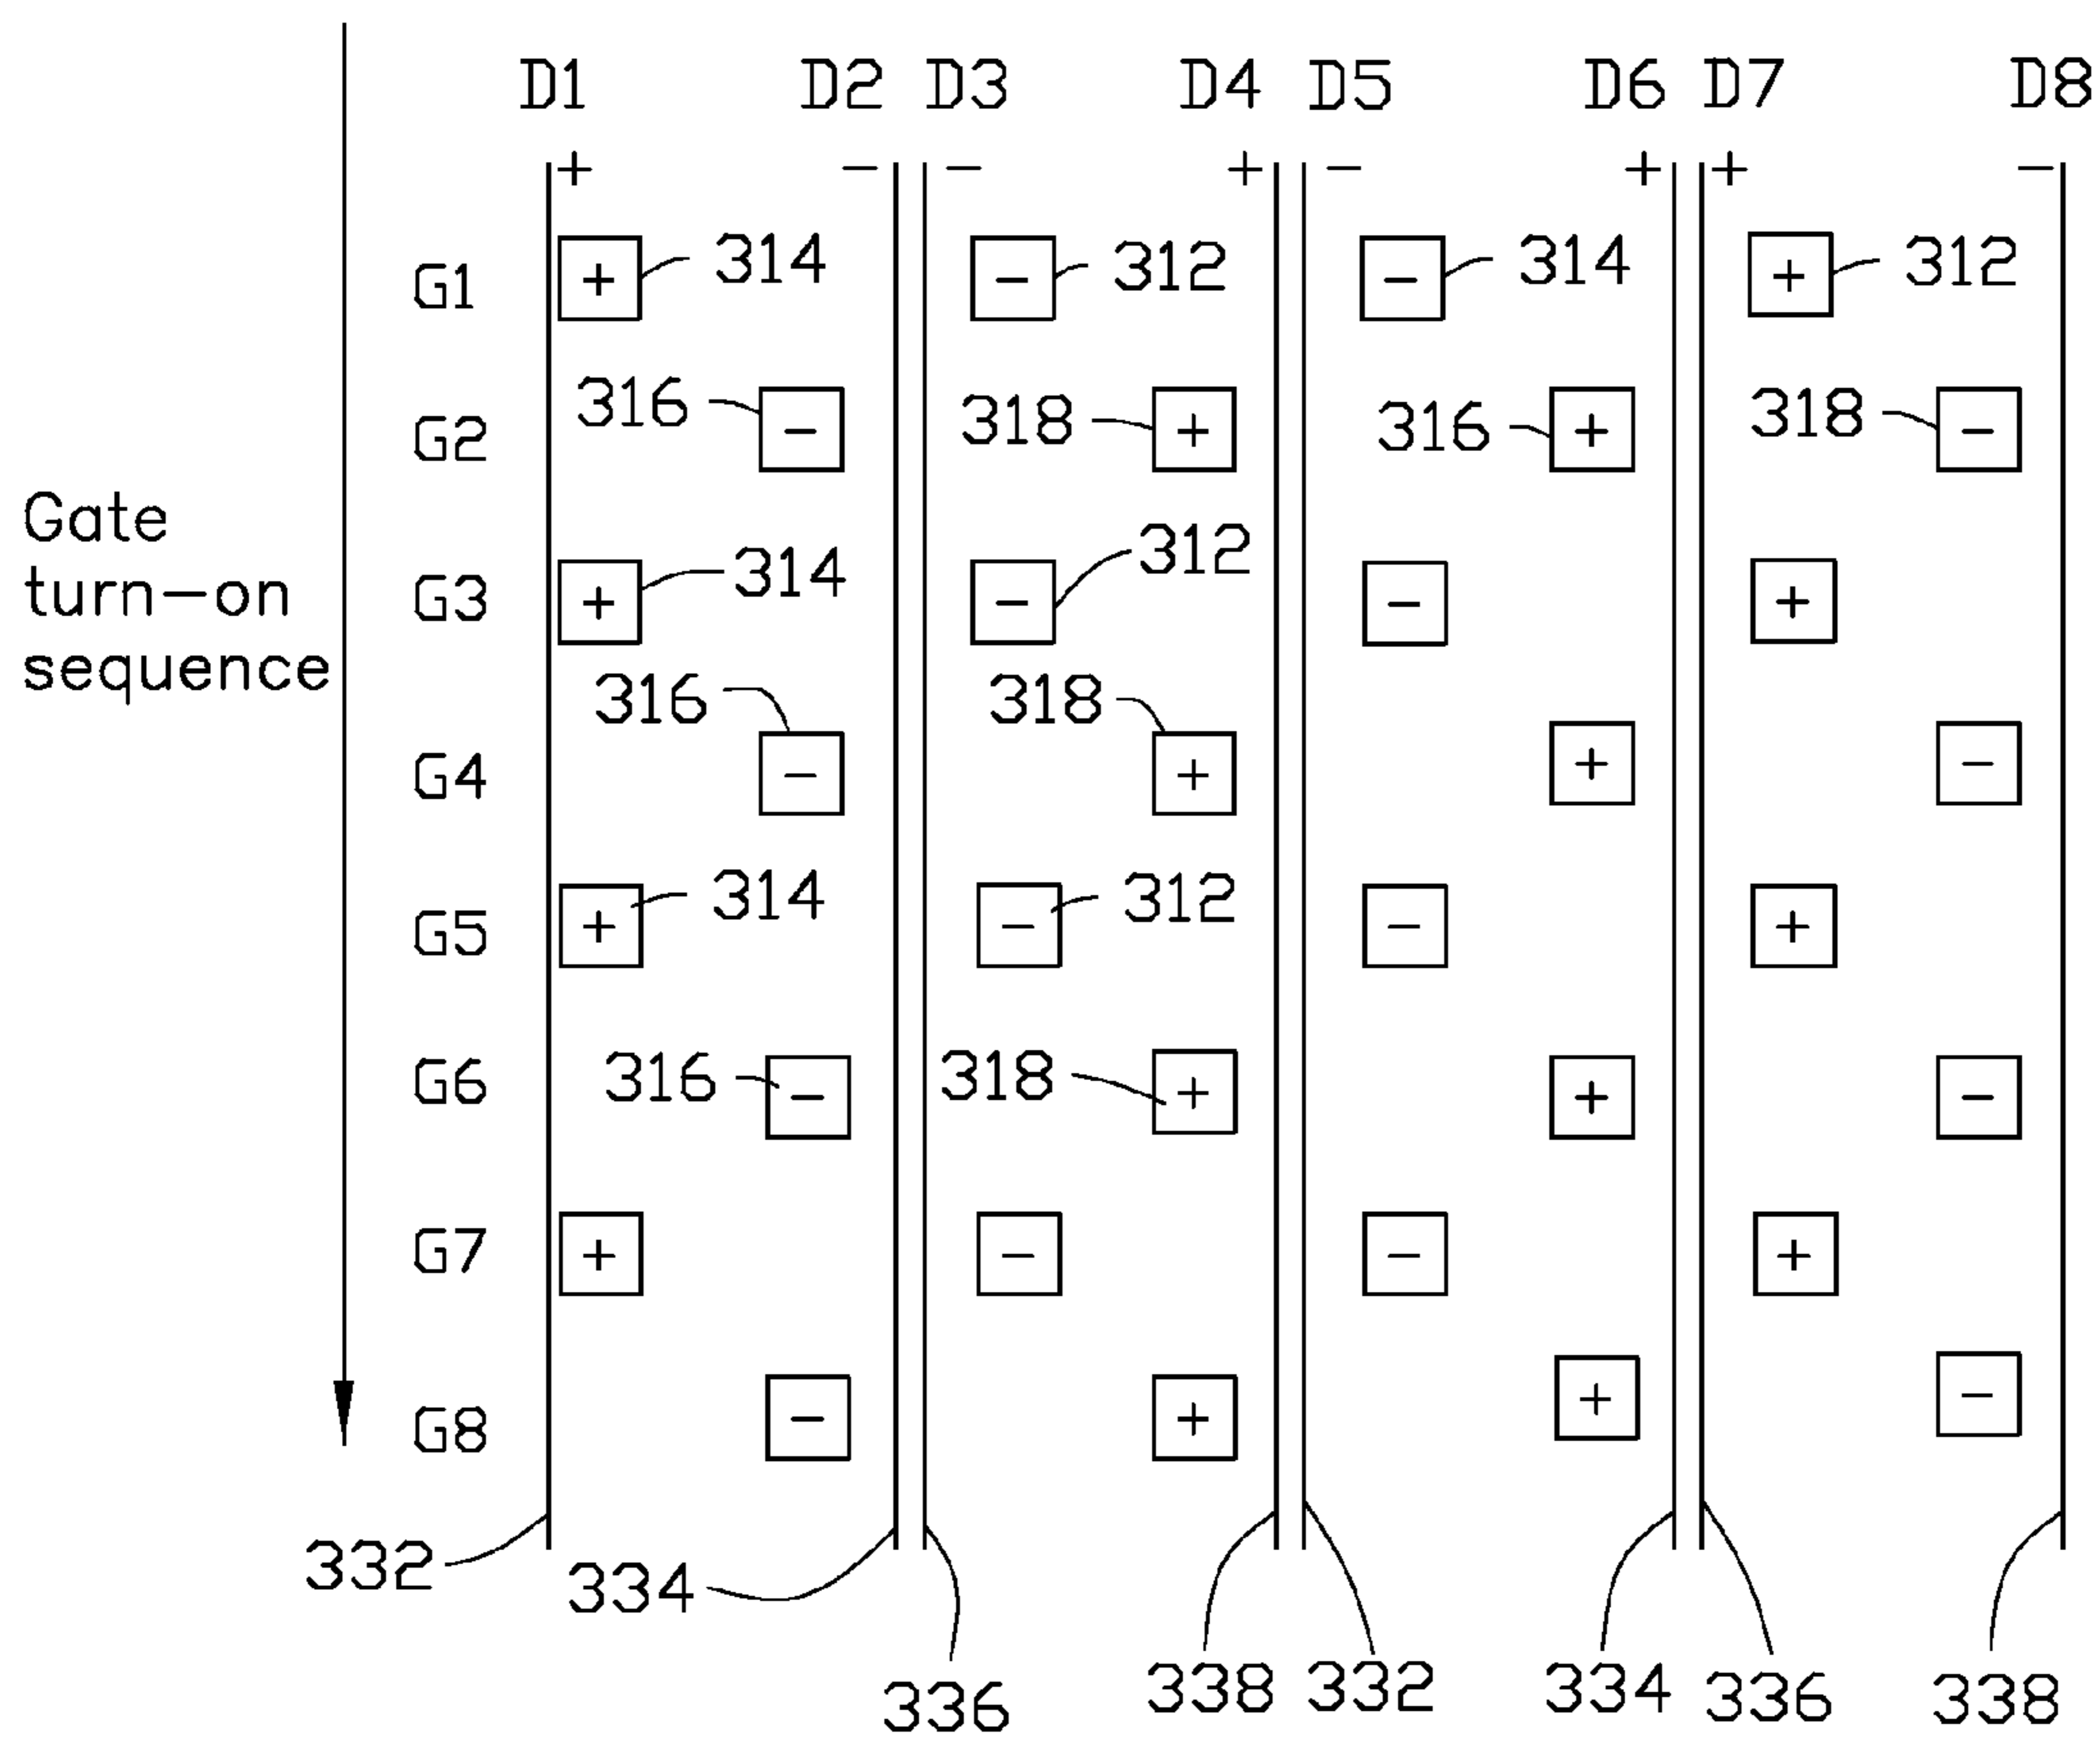 D1 D2 D3 D4 D5 D6 D7 D8
+ − − + − + + −
G1 + 314 − 312 − 314 + 312
G2 316 − 318 + 316 + 318 −
Gate
turn-on
sequence
G3 + 314 − 312 − +
G4 316 − 318 + + −
G5 + 314 − 312 − +
G6 316 − 318 + + −
G7 + − − +
G8 − + + −
332 334 336 338 332 334 336 338